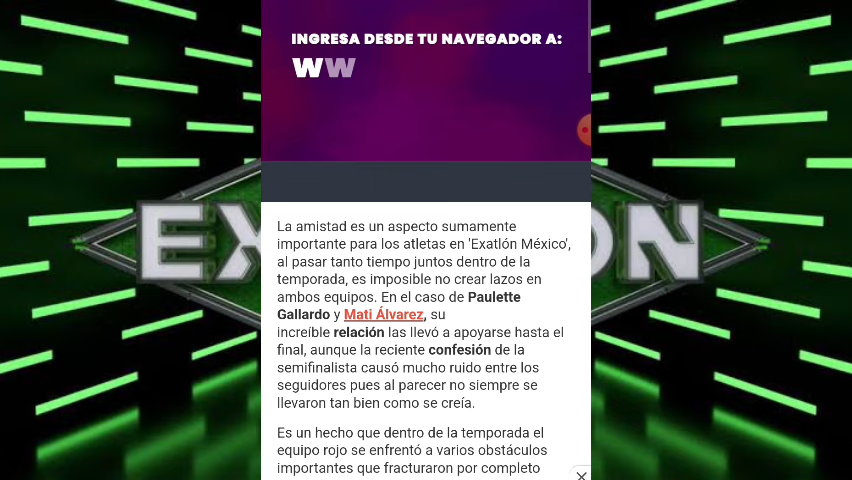 INGRESA DESDE TU NAVEGADOR A:
WW
EX
ON
La amistad es un aspecto sumamente
importante para los atletas en 'Exatlón México',
al pasar tanto tiempo juntos dentro de la
temporada, es imposible no crear lazos en
ambos equipos. En el caso de Paulette
Gallardo y Mati Álvarez, su
increíble relación las llevó a apoyarse hasta el
final, aunque la reciente confesión de la
semifinalista causó mucho ruido entre los
seguidores pues al parecer no siempre se
llevaron tan bien como se creía.
Es un hecho que dentro de la temporada el
equipo rojo se enfrentó a varios obstáculos
importantes que fracturaron por completo